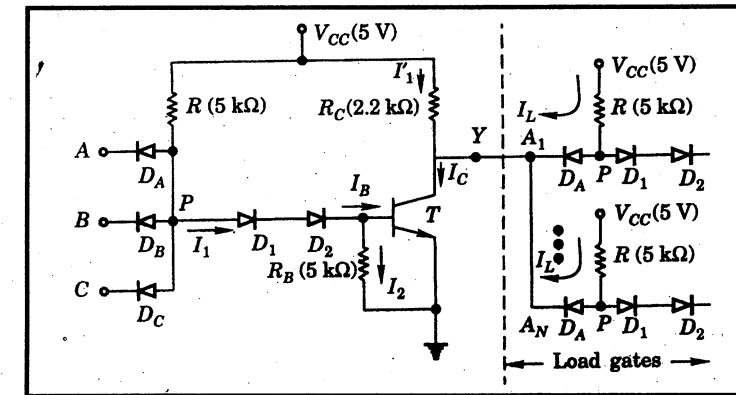 V_CC(5 V)
I'_1
R (5 kΩ)
R_C(2.2 kΩ)
V_CC(5 V)
I_L
R (5 kΩ)
A
D_A
Y
A_1
I_C
D_A
P
D_1
D_2
P
I_B
T
B
D_B
I_1
D_1
D_2
R_B (5 kΩ)
I_2
V_CC(5 V)
I_L
R (5 kΩ)
C
D_C
A_N
D_A
P
D_1
D_2
Load gates